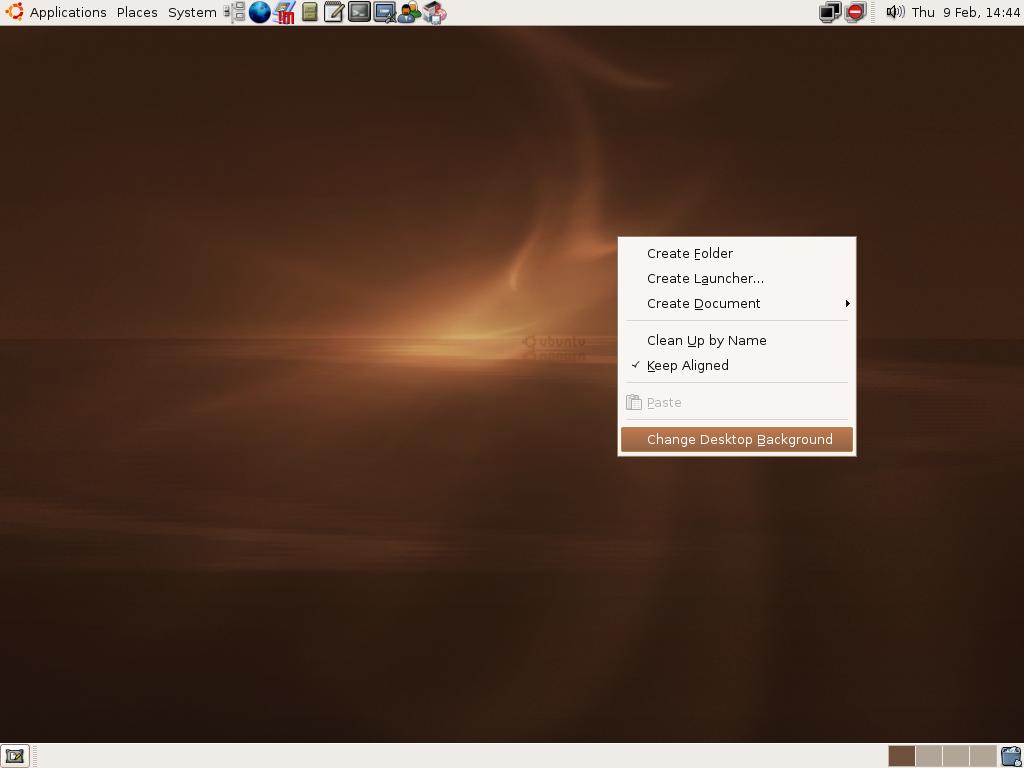 Applications Places System Thu 9 Feb, 14:44
Create Folder
Create Launcher...
Create Document
ubuntu
Clean Up by Name
Keep Aligned
Paste
Change Desktop Background